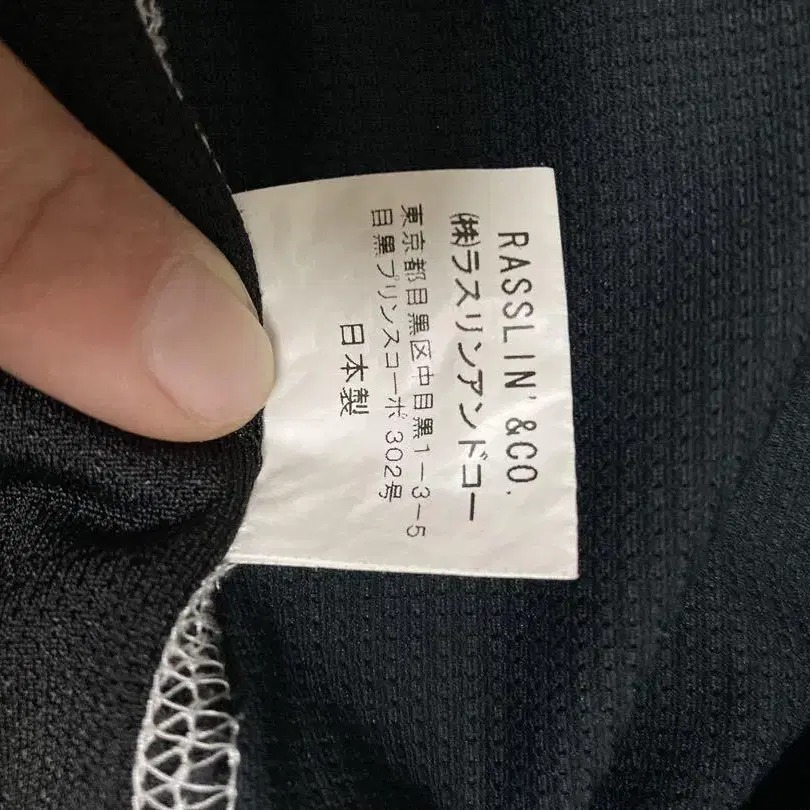 RASSLIN' &CO.
㈱ラスリンアンドコー
東京都目黒区中目黒1-3-5
目黒プリンスコーポ302号
日本製